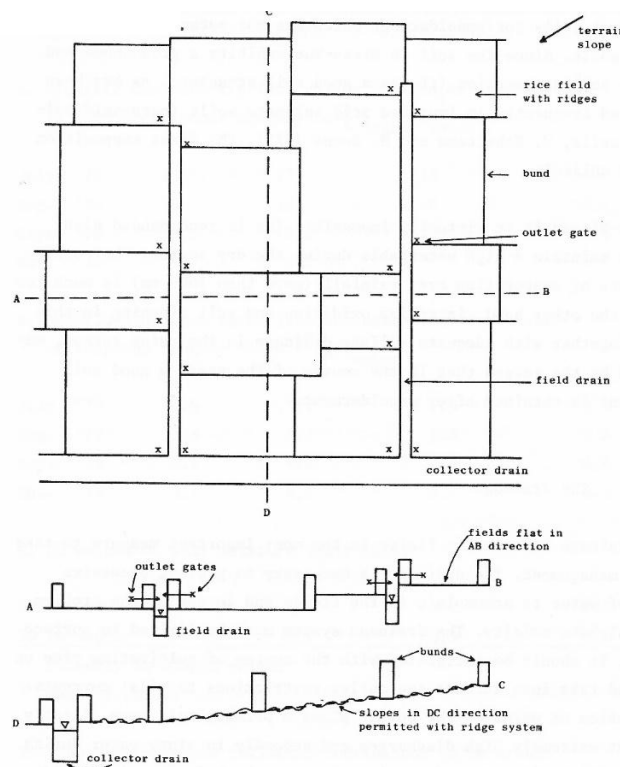 C
terrain
slope
rice field
with ridges
x
x
x
bund
x
outlet gate
x
x
x
A
B
x
x
x
field drain
x
x
x
x
collector drain
D
fields flat in
AB direction
outlet gates
x
x
x
x
B
A
field drain
bunds
C
D
slopes in DC direction
permitted with ridge system
collector drain